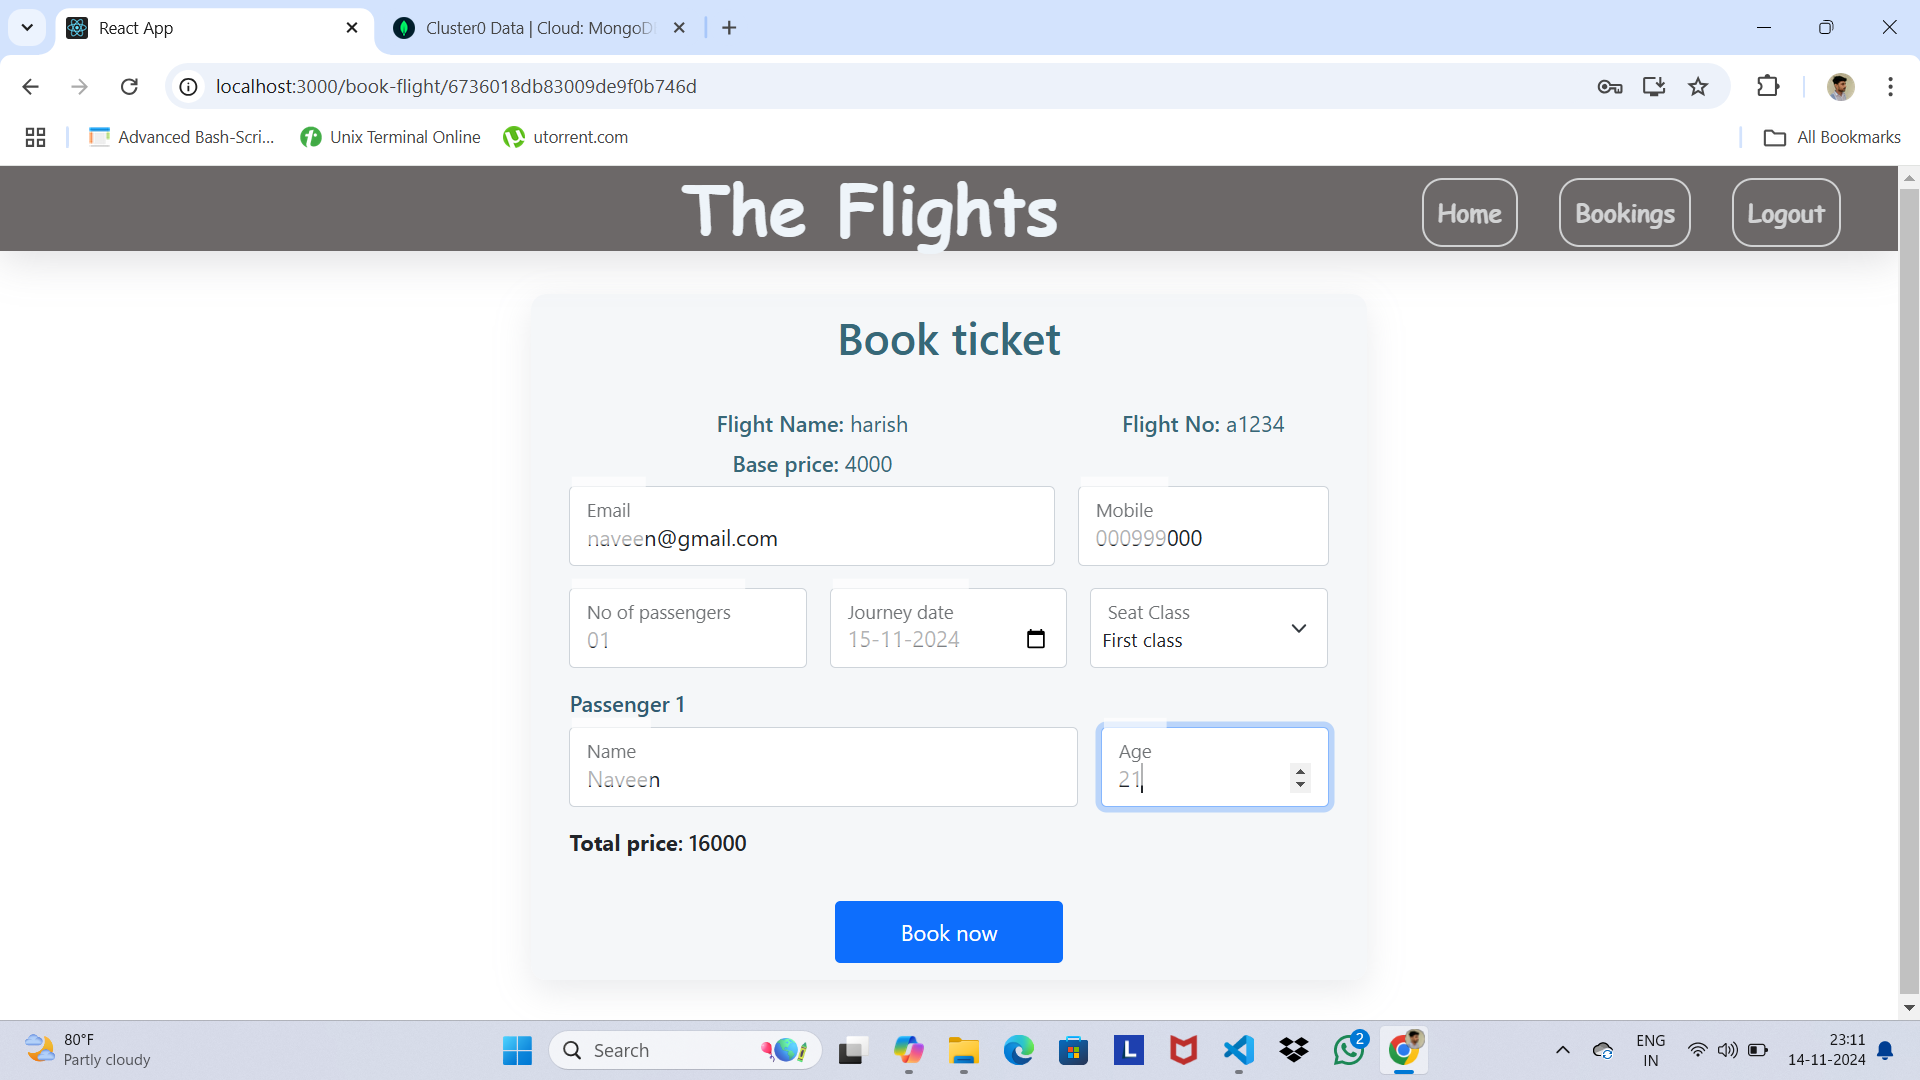 React App
Cluster0 Data | Cloud: MongoD
localhost:3000/book-flight/6736018db83009de9f0b746d
Advanced Bash-Scri...
Unix Terminal Online
utorrent.com
All Bookmarks
The Flights
Home
Bookings
Logout
Book ticket
Flight Name: harish
Flight No: a1234
Base price: 4000
Email
naveen@gmail.com
Mobile
000999000
No of passengers
01
Journey date
15-11-2024
Seat Class
First class
Passenger 1
Name
Naveen
Age
21
Total price: 16000
Book now
80°F
Partly cloudy
Search
L
2
ENG
IN
23:11
14-11-2024